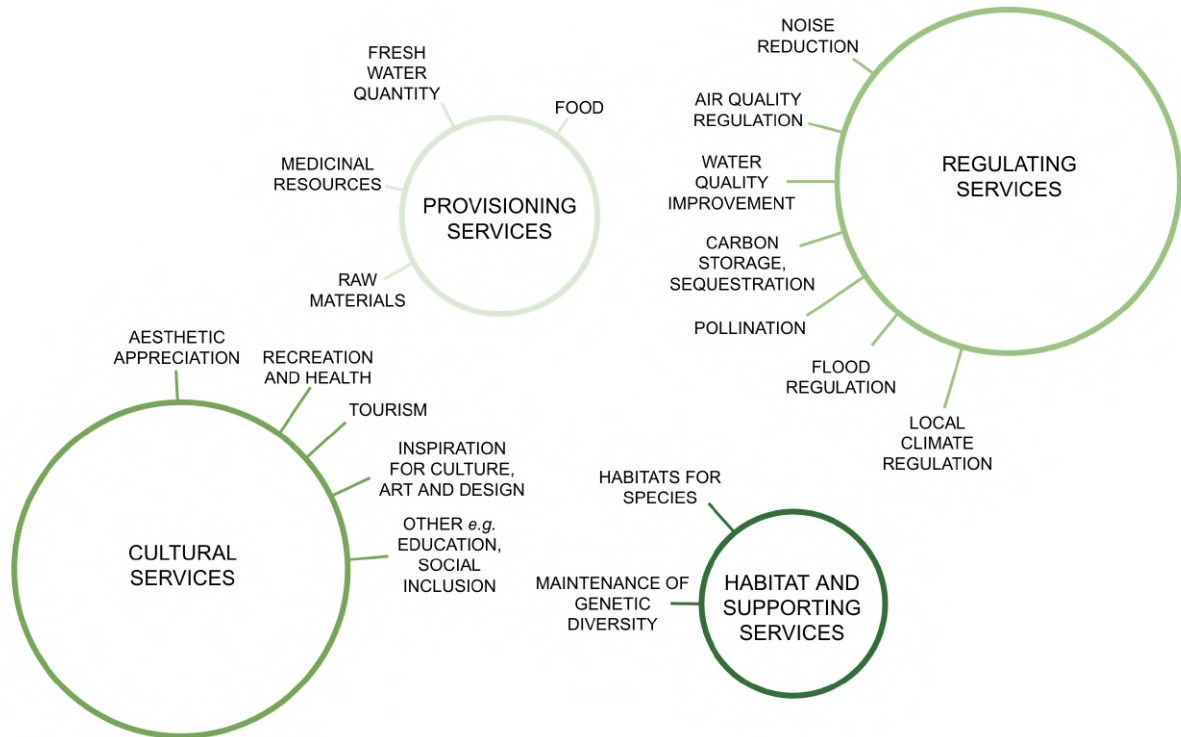 FRESH
WATER
QUANTITY
FOOD
MEDICINAL
RESOURCES
PROVISIONING
SERVICES
RAW
MATERIALS
NOISE
REDUCTION
AIR QUALITY
REGULATION
WATER
QUALITY
IMPROVEMENT
REGULATING
SERVICES
CARBON
STORAGE,
SEQUESTRATION
POLLINATION
FLOOD
REGULATION
LOCAL
CLIMATE
REGULATION
AESTHETIC
APPRECIATION
RECREATION
AND HEALTH
TOURISM
INSPIRATION
FOR CULTURE,
ART AND DESIGN
OTHER e.g.
EDUCATION,
SOCIAL
INCLUSION
CULTURAL
SERVICES
HABITATS FOR
SPECIES
MAINTENANCE OF
GENETIC
DIVERSITY
HABITAT AND
SUPPORTING
SERVICES